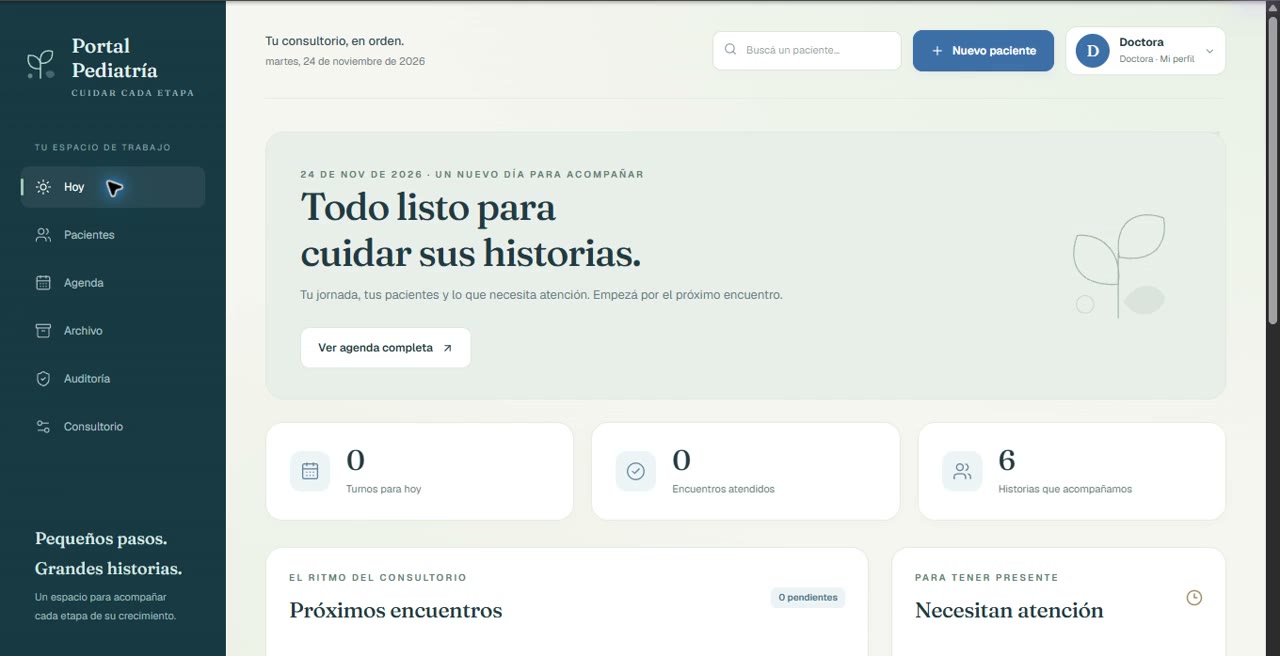 Portal
Pediatría
CUIDAR CADA ETAPA
TU ESPACIO DE TRABAJO
Hoy
Pacientes
Agenda
Archivo
Auditoría
Consultorio
Pequeños pasos.
Grandes historias.
Un espacio para acompañar
cada etapa de su crecimiento.
Tu consultorio, en orden.
martes, 24 de noviembre de 2026
Buscá un paciente...
Nuevo paciente
D
Doctora
Doctora · Mi perfil
24 DE NOV DE 2026 · UN NUEVO DÍA PARA ACOMPAÑAR
Todo listo para
cuidar sus historias.
Tu jornada, tus pacientes y lo que necesita atención. Empezá por el próximo encuentro.
Ver agenda completa
0
Turnos para hoy
0
Encuentros atendidos
6
Historias que acompañamos
EL RITMO DEL CONSULTORIO
Próximos encuentros
0 pendientes
PARA TENER PRESENTE
Necesitan atención